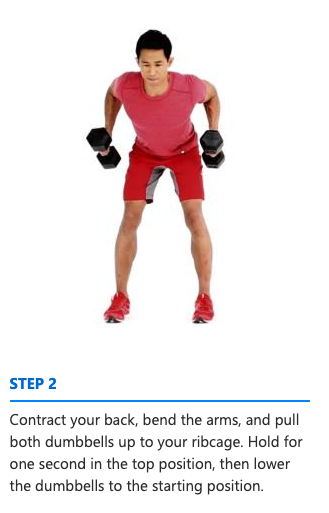 STEP 2
Contract your back, bend the arms, and pull
both dumbbells up to your ribcage. Hold for
one second in the top position, then lower
the dumbbells to the starting position.